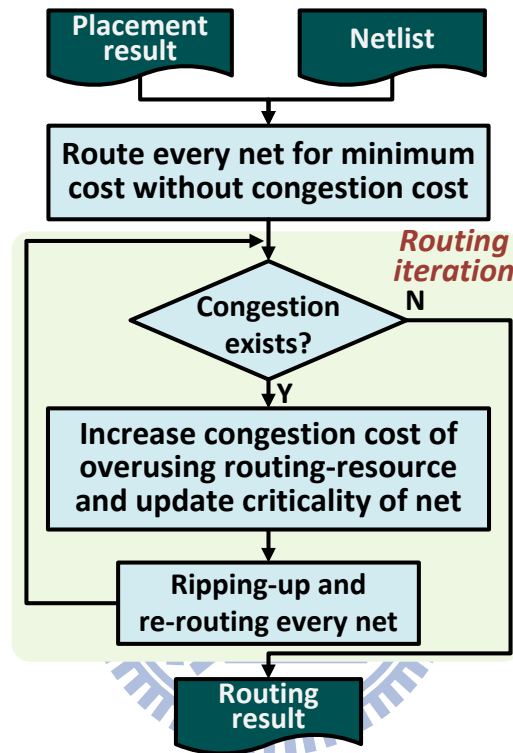 Placement
result
Netlist
Route every net for minimum
cost without congestion cost
Routing
iteration
Congestion
exists?
N
Y
Increase congestion cost of
overusing routing-resource
and update criticality of net
Ripping-up and
re-routing every net
Routing
result